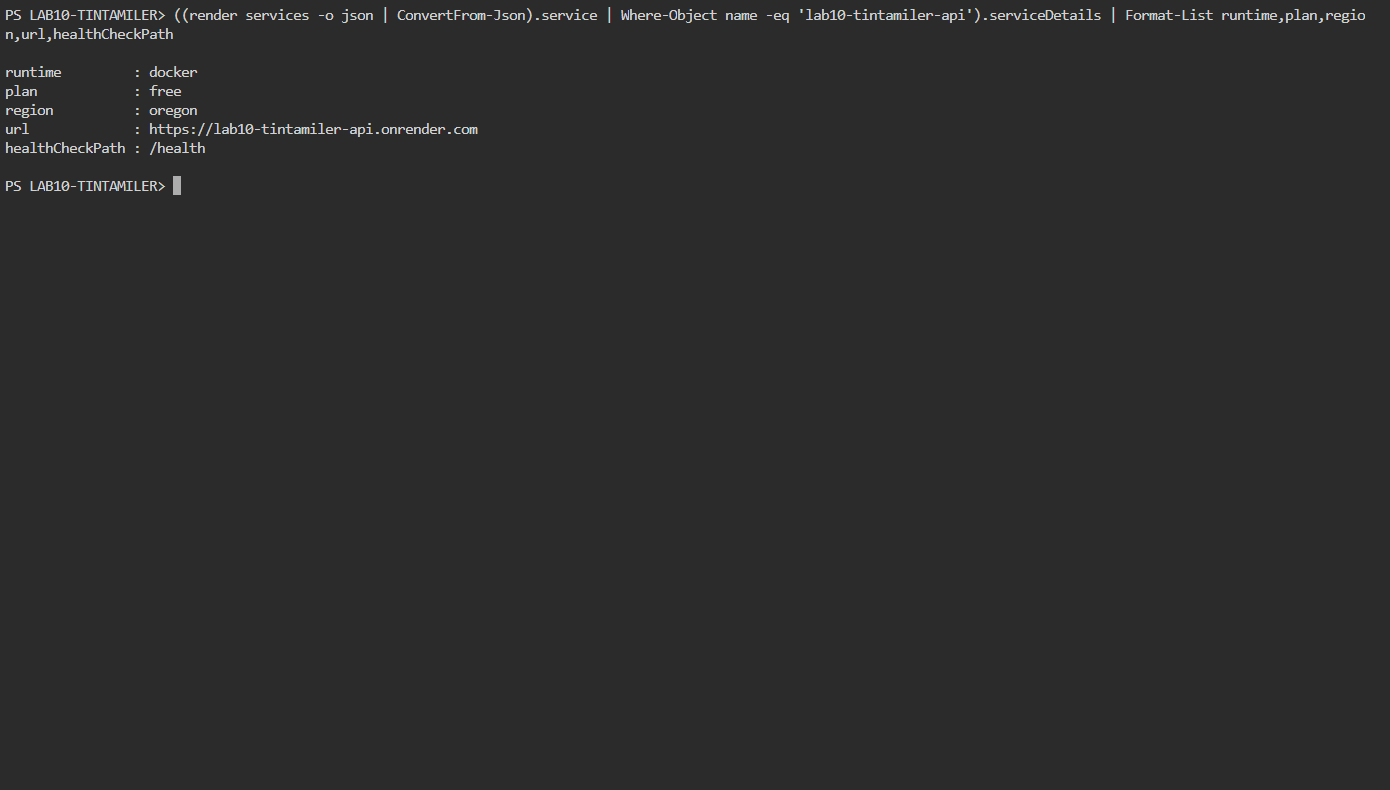 PS LAB10-TINTAMILER> ((render services -o json | ConvertFrom-Json).service | Where-Object name -eq 'lab10-tintamiler-api').serviceDetails | Format-List runtime,plan,regio
n,url,healthCheckPath
runtime         : docker
plan            : free
region          : oregon
url             : https://lab10-tintamiler-api.onrender.com
healthCheckPath : /health
PS LAB10-TINTAMILER>